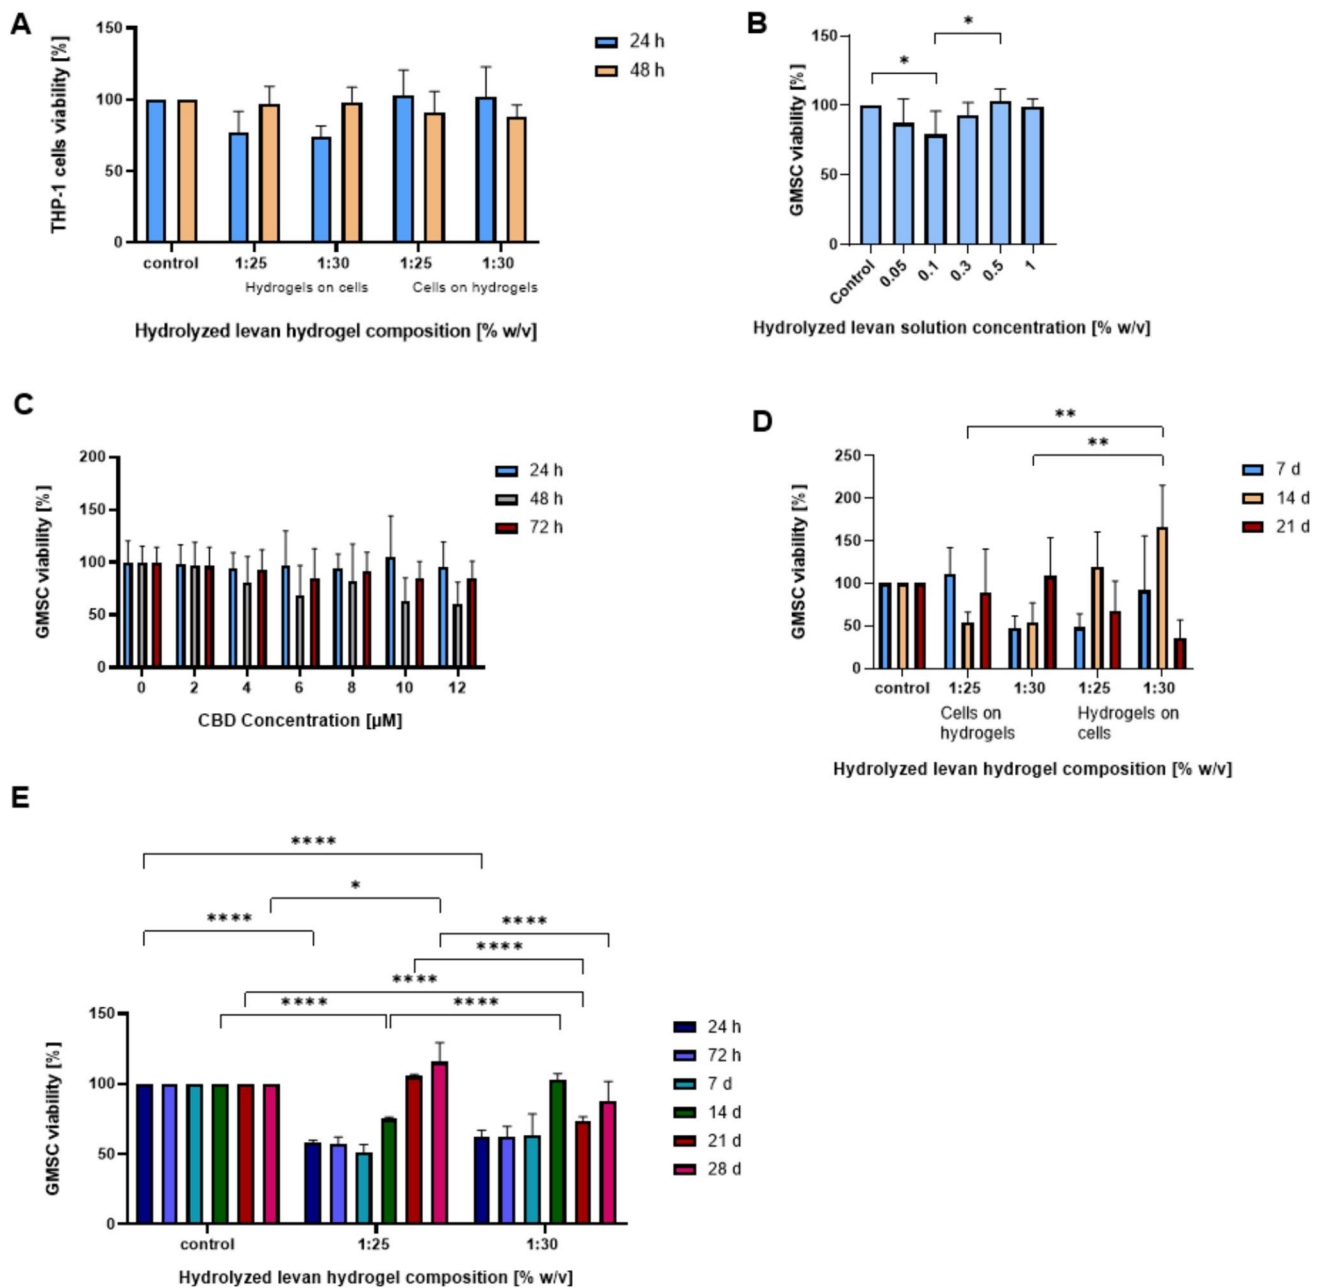 A
THP-1 cells viability [%]
150
100
50
0
control 1:25 1:30 1:25 1:30
Hydrogels on cells Cells on hydrogels
Hydrolyzed levan hydrogel composition [% w/v]
24 h
48 h
B
GMSC viability [%]
150
100
50
0
*
*
Control 0.05 0.1 0.3 0.5 1
Hydrolyzed levan solution concentration [% w/v]
C
GMSC viability [%]
200
150
100
50
0
0 2 4 6 8 10 12
CBD Concentration [µM]
24 h
48 h
72 h
D
GMSC viability [%]
250
200
150
100
50
0
**
**
control 1:25 1:30 1:25 1:30
Cells on hydrogels Hydrogels on cells
Hydrolyzed levan hydrogel composition [% w/v]
7 d
14 d
21 d
E
****
*
****
****
****
****
****
****
GMSC viability [%]
150
100
50
0
control 1:25 1:30
Hydrolyzed levan hydrogel composition [% w/v]
24 h
72 h
7 d
14 d
21 d
28 d